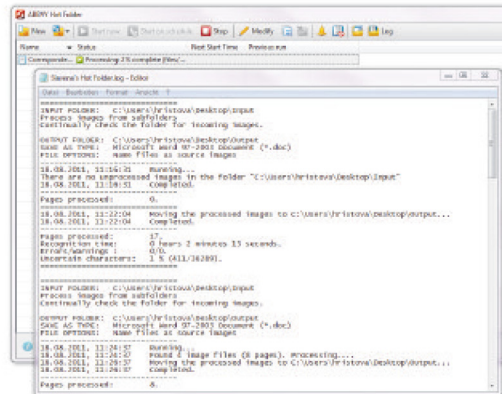 ABBYY Hot Folder
New Start now Stop Modify Log
Name Status Next Start Time Previous run
Corresponde... Processing: 2% complete (files/...
Siavena's Hot Folder.log - Editor
Datei Bearbeiten Format Ansicht ?
==============================
INPUT FOLDER: C:\Users\hristova\Desktop\Input
Process images from subfolders
Continually check the folder for incoming images.
OUTPUT FOLDER: C:\Users\hristova\Desktop\Output
SAVE AS TYPE: Microsoft Word 97-2003 Document (*.doc)
FILE OPTIONS: Name files as source images
------------------------------
18.08.2011, 11:16:31 Running...
There are no unprocessed images in the folder "C:\Users\hristova\Desktop\Input"
18.08.2011, 11:16:31 Completed.
------------------------------
Pages processed: 0.
------------------------------
18.08.2011, 11:22:04 Moving the processed images to C:\Users\hristova\Desktop\Output...
18.08.2011, 11:22:04 Completed.
------------------------------
Pages processed: 17.
Recognition time: 0 hours 2 minutes 13 seconds.
Errors/warnings : 0/0.
Uncertain characters: 1 % (411/36289).
==============================
==============================
INPUT FOLDER: C:\Users\hristova\Desktop\Input
Process images from subfolders
Continually check the folder for incoming images.
OUTPUT FOLDER: C:\Users\hristova\Desktop\Output
SAVE AS TYPE: Microsoft Word 97-2003 Document (*.doc)
FILE OPTIONS: Name files as source images
------------------------------
18.08.2011, 11:24:37 Running...
18.08.2011, 11:24:37 Found 4 image files (8 pages). Processing....
18.08.2011, 11:26:37 Moving the processed images to C:\Users\hristova\Desktop\Output...
18.08.2011, 11:26:37 Completed.
------------------------------
Pages processed: 8.